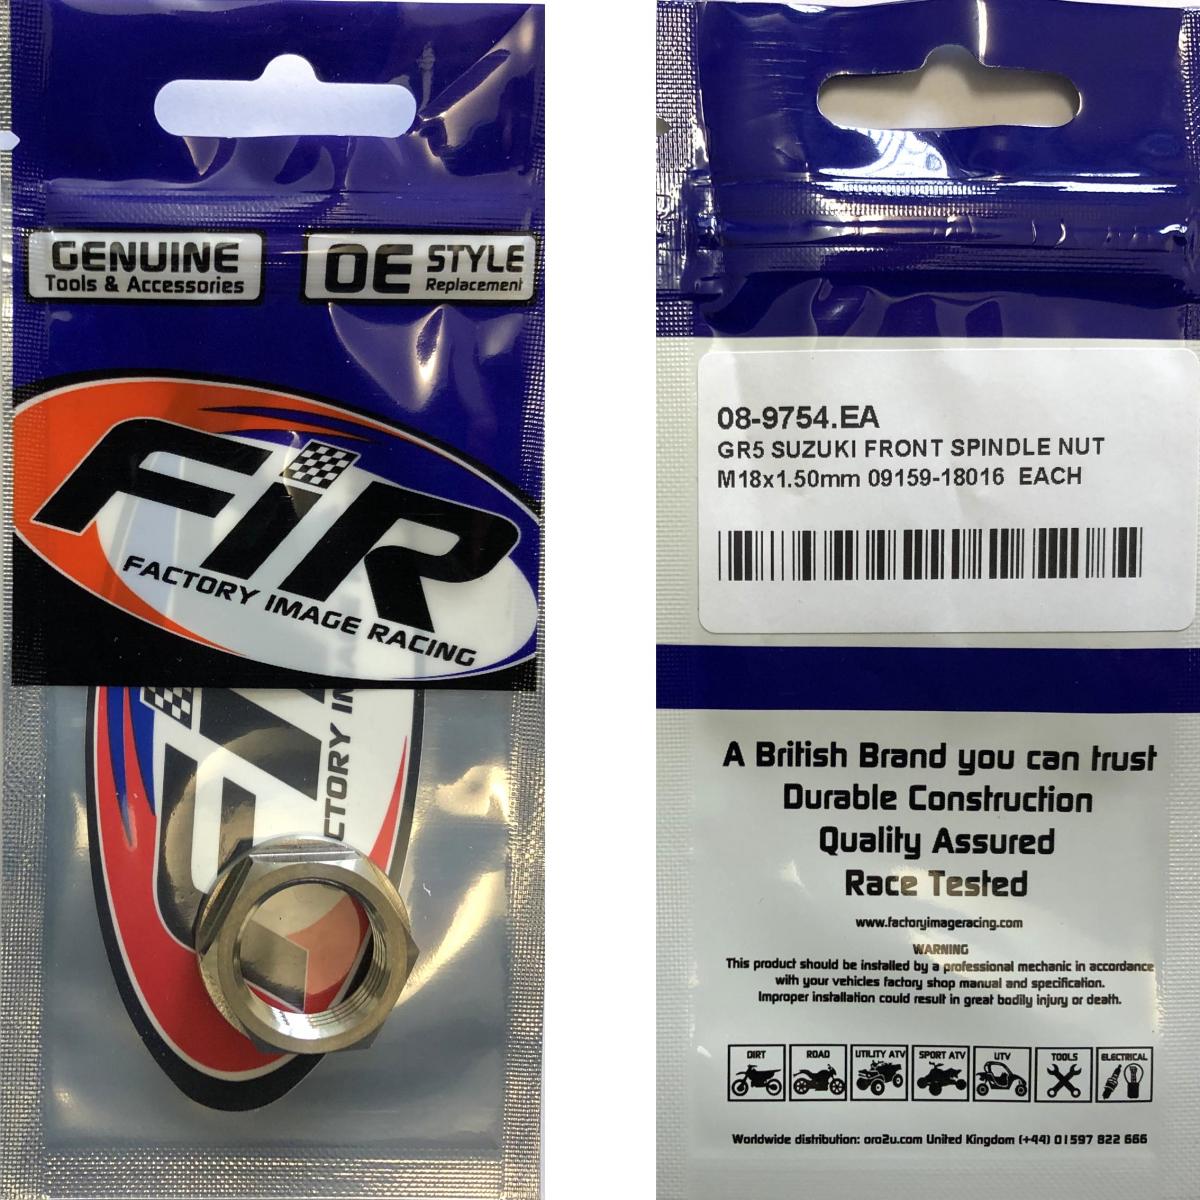 GENUINE
Tools & Accessories
OE STYLE
Replacement
FIR
FACTORY IMAGE RACING
CTORY IM
08-9754.EA
GR5 SUZUKI FRONT SPINDLE NUT
M18x1.50mm 09159-18016 EACH
A British Brand you can trust
Durable Construction
Quality Assured
Race Tested
www.factoryimageracing.com
WARNING
This product should be installed by a professional mechanic in accordance
with your vehicles factory shop manual and specification.
Improper installation could result in great bodily injury or death.
DIRT ROAD UTILITY ATV SPORT ATV UTV TOOLS ELECTRICAL
Worldwide distribution: oro2u.com United Kingdom (+44) 01597 822 666